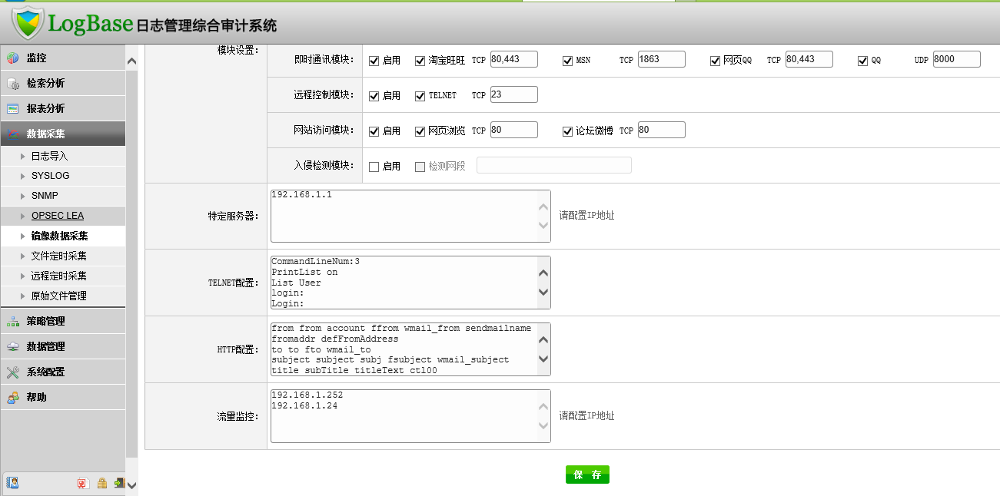 LogBase日志管理综合审计系统
监控
检索分析
报表分析
数据采集
日志导入
SYSLOG
SNMP
OPSEC LEA
镜像数据采集
文件定时采集
远程定时采集
原始文件管理
策略管理
数据管理
系统配置
帮助
模块设置:
即时通讯模块: 启用 淘宝旺旺 TCP 80,443 MSN TCP 1863 网页QQ TCP 80,443 QQ UDP 8000
远程控制模块: 启用 TELNET TCP 23
网站访问模块: 启用 网页浏览 TCP 80 论坛微博 TCP 80
入侵检测模块: 启用 检测网段
特定服务器: 192.168.1.1 请配置IP地址
TELNET配置:
CommandLineNum:3
PrintList on
List User
login:
Login:
HTTP配置:
from from account ffrom wmail_from sendmailname
fromaddr defFromAddress
to to fto wmail_to
subject subject subj fsubject wmail_subject
title subTitle titleText ctl00
流量监控:
192.168.1.252
192.168.1.24
请配置IP地址
保 存